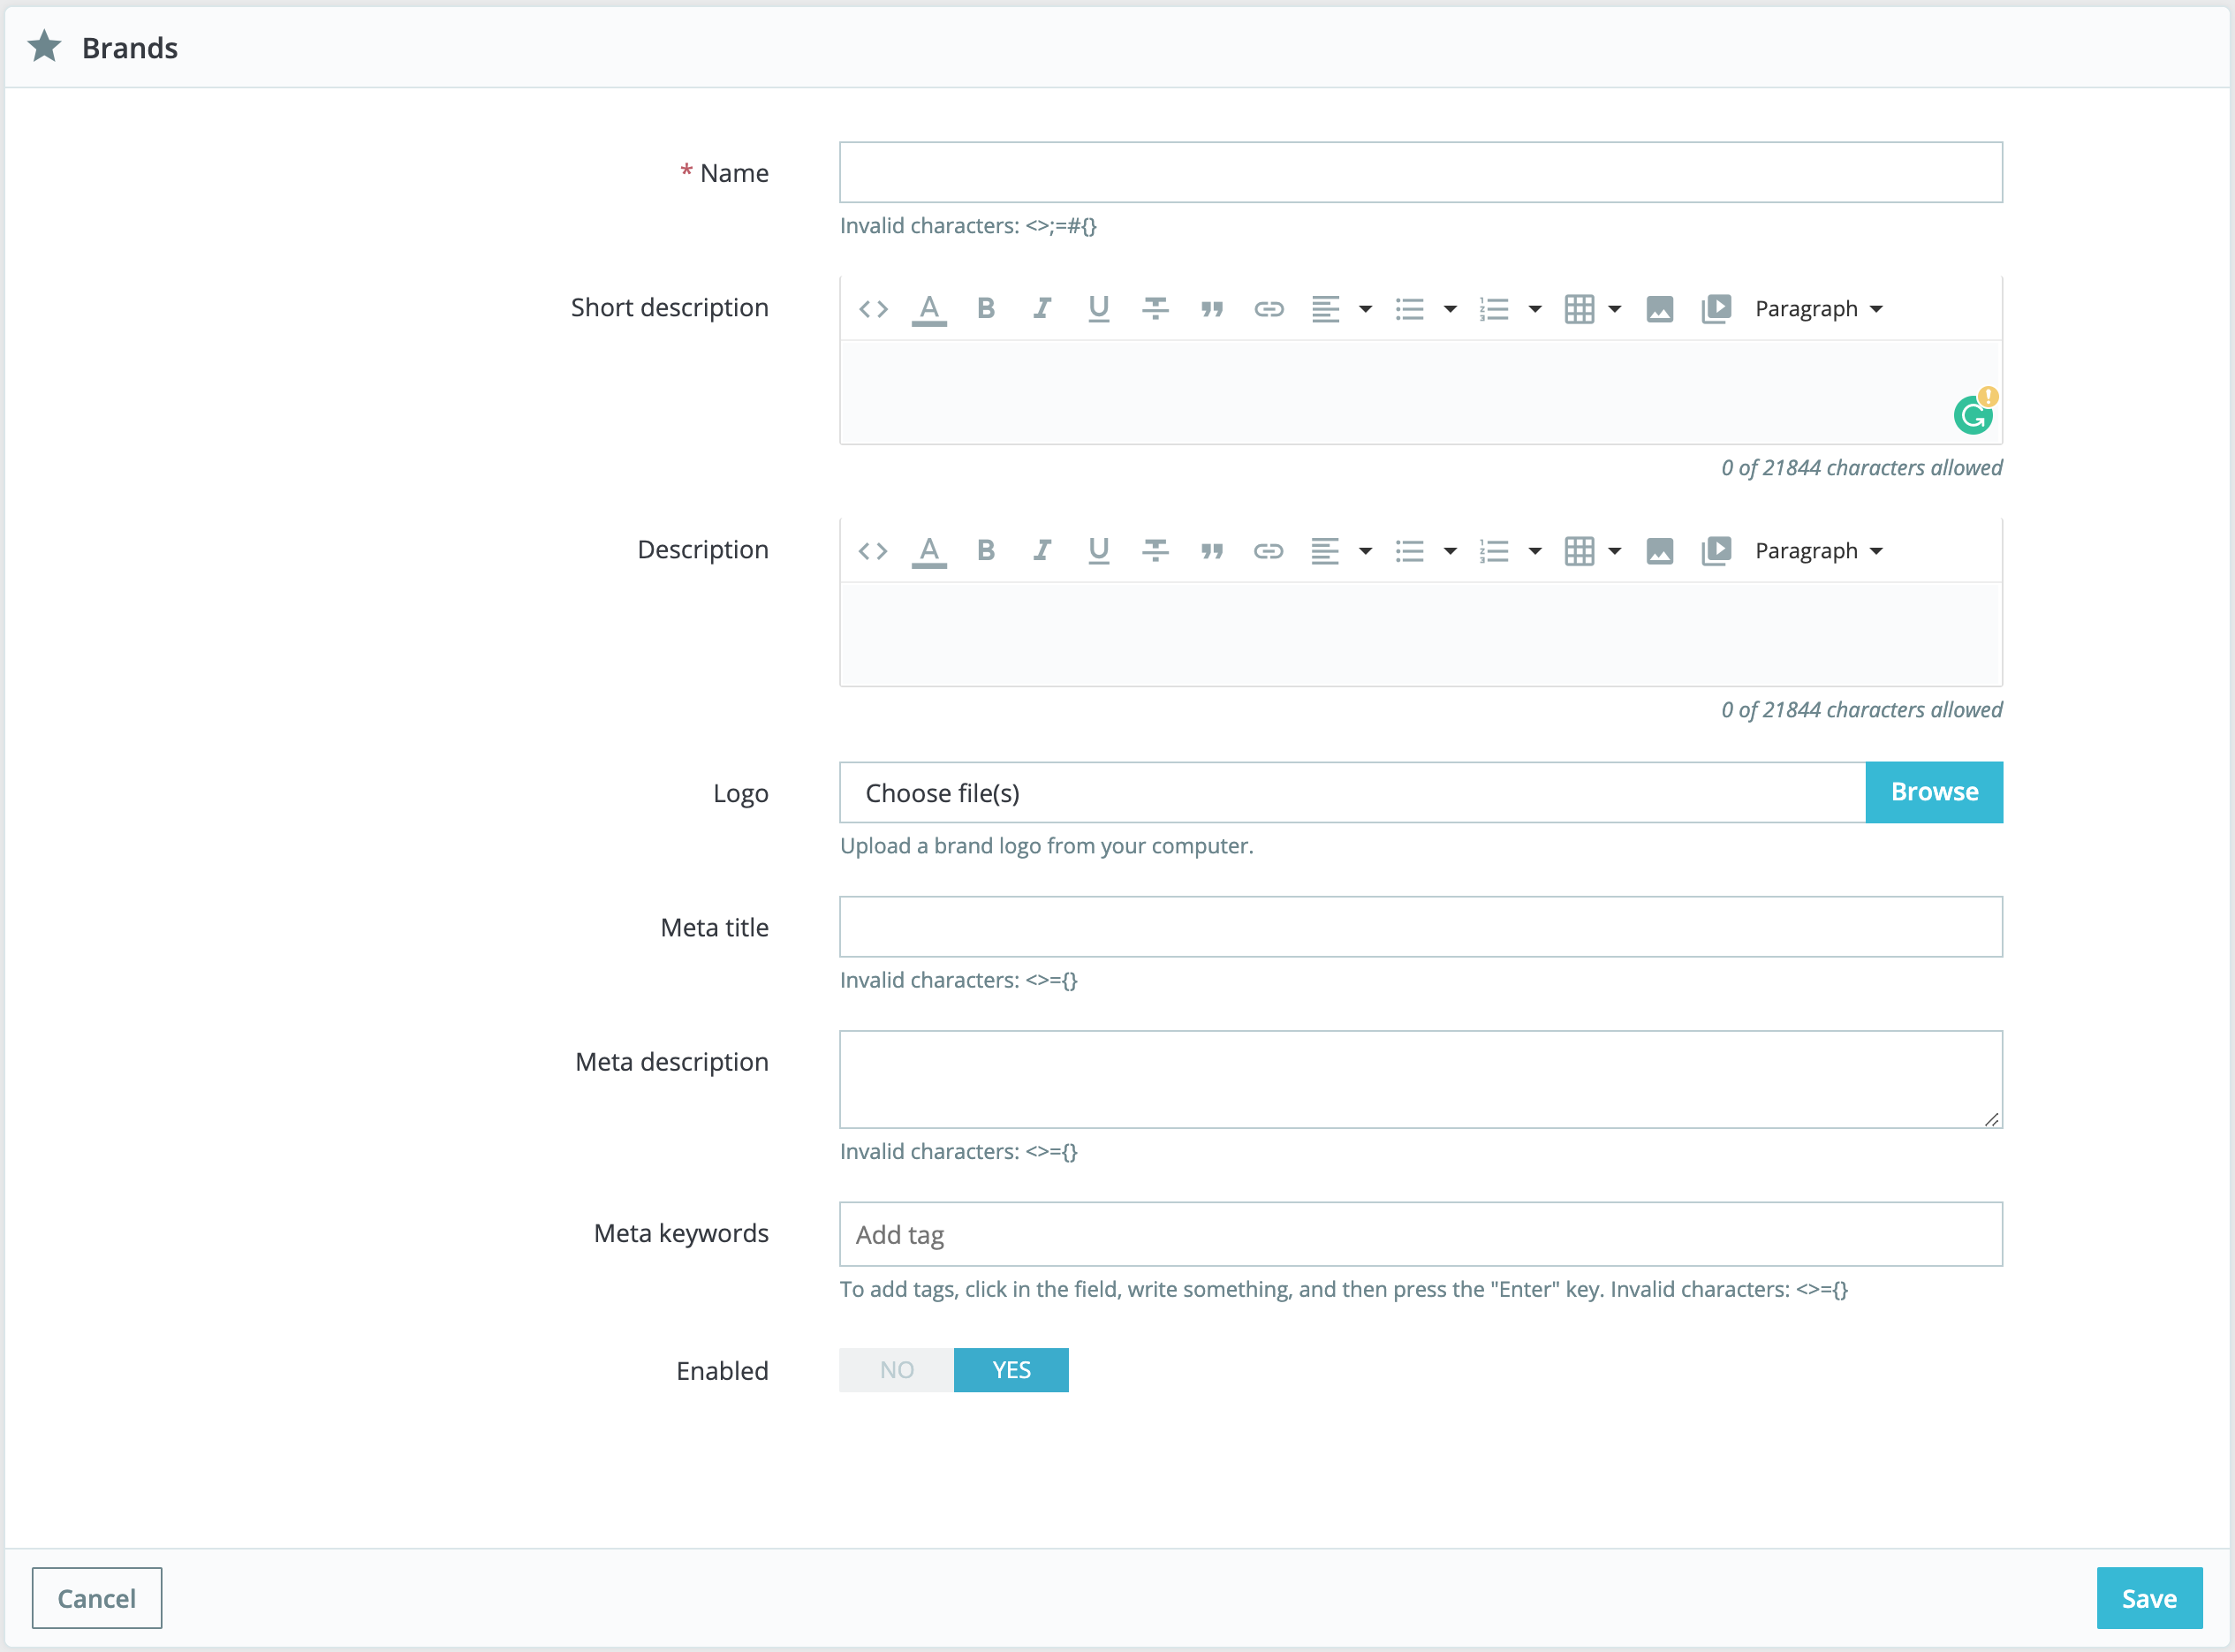 Brands
* Name
Invalid characters: <>;=#{}
Short description
Paragraph
0 of 21844 characters allowed
Description
Paragraph
0 of 21844 characters allowed
Logo
Choose file(s)
Browse
Upload a brand logo from your computer.
Meta title
Invalid characters: <>={}
Meta description
Invalid characters: <>={}
Meta keywords
Add tag
To add tags, click in the field, write something, and then press the "Enter" key. Invalid characters: <>={}
Enabled
NO YES
Cancel
Save